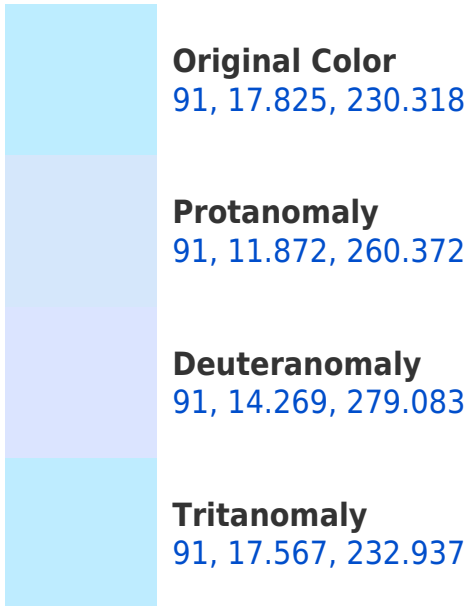 Original Color
91, 17.825, 230.318
Protanomaly
91, 11.872, 260.372
Deuteranomaly
91, 14.269, 279.083
Tritanomaly
91, 17.567, 232.937